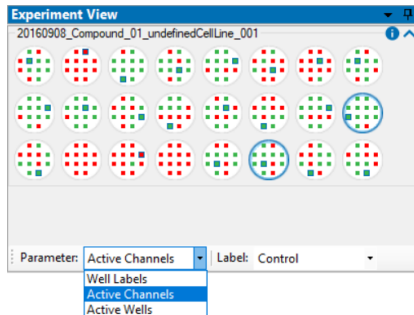 Experiment View
20160908_Compound_01_undefinedCellLine_001
Parameter: Active Channels Label: Control
Well Labels
Active Channels
Active Wells